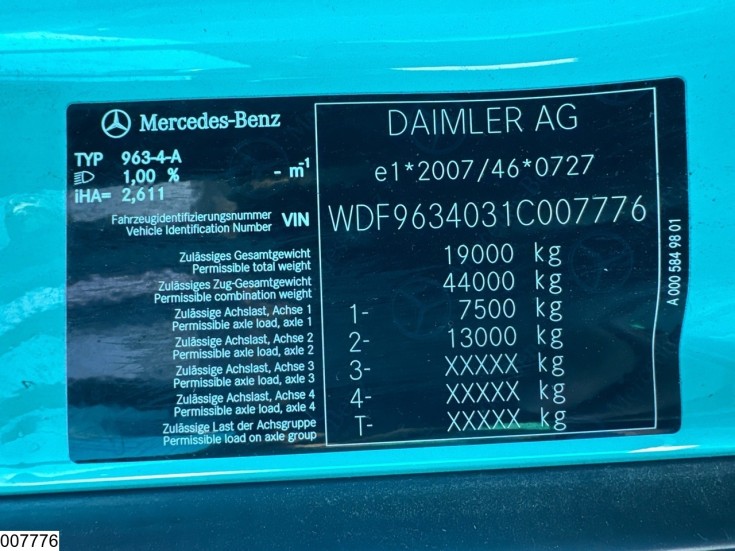 Mercedes-Benz
DAIMLER AG
TYP 963-4-A
1,00 % - m⁻¹
e1*2007/46*0727
iHA= 2,611
Fahrzeugidentifizierungsnummer
Vehicle Identification Number VIN WDF9634031C007776
Zulässiges Gesamtgewicht
Permissible total weight 19000 kg
Zulässiges Zug-Gesamtgewicht
Permissible combination weight 44000 kg
Zulässige Achslast, Achse 1
Permissible axle load, axle 1 1- 7500 kg
Zulässige Achslast, Achse 2
Permissible axle load, axle 2 2- 13000 kg
Zulässige Achslast, Achse 3
Permissible axle load, axle 3 3- XXXXX kg
Zulässige Achslast, Achse 4
Permissible axle load, axle 4 4- XXXXX kg
Zulässige Last der Achsgruppe
Permissible load on axle group T- XXXXX kg
A 000 584 98 01
007776